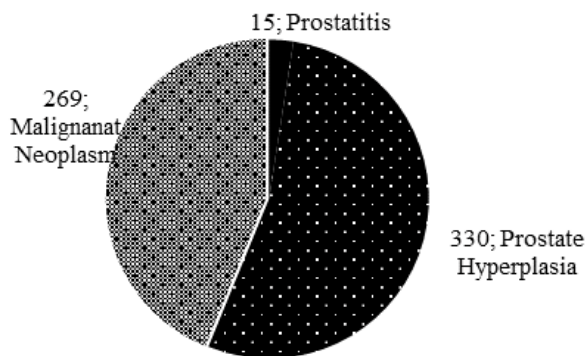 15; Prostatitis
269;
Malignanat
Neoplasm
330; Prostate
Hyperplasia